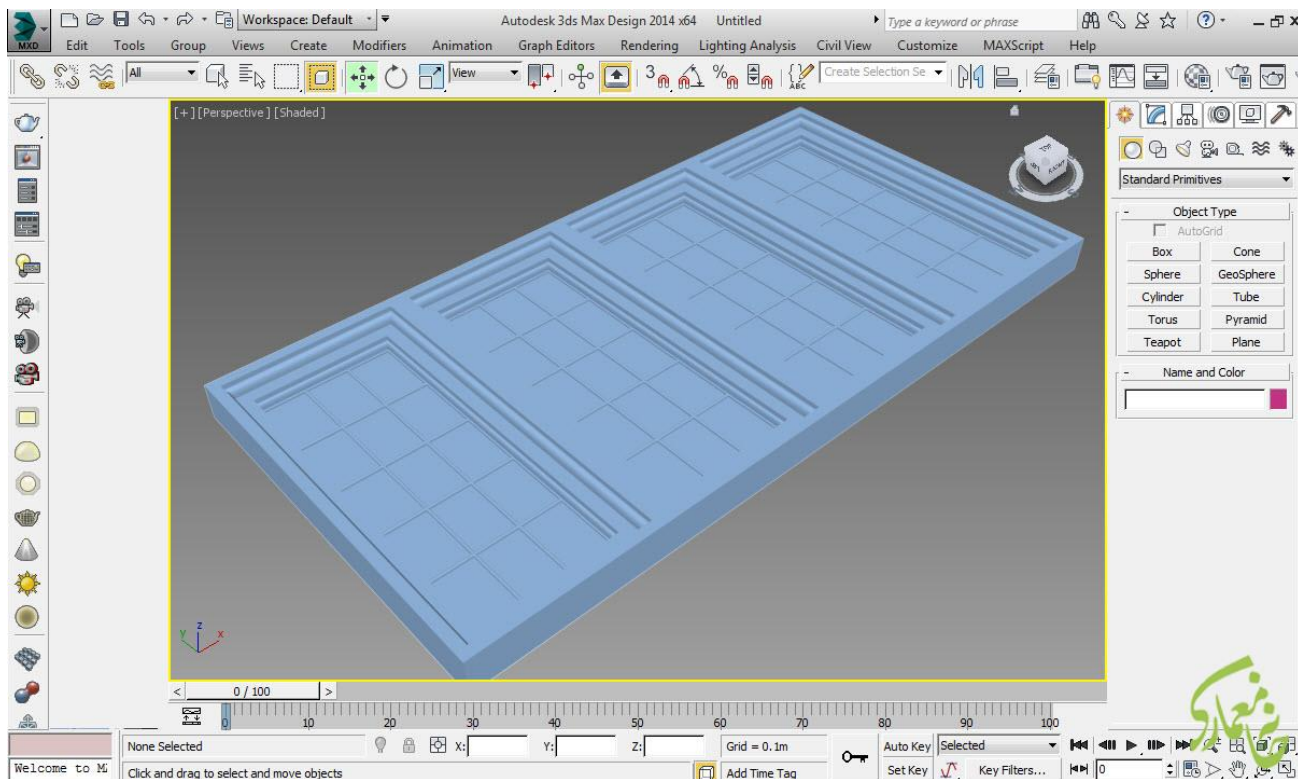 Workspace: Default
Autodesk 3ds Max Design 2014 x64 Untitled
Type a keyword or phrase
MXD
Edit Tools Group Views Create Modifiers Animation Graph Editors Rendering Lighting Analysis Civil View Customize MAXScript Help
All
View
3
%
ABC
Create Selection Se
[+] [Perspective] [Shaded]
TOP
Standard Primitives
- Object Type
AutoGrid
Box Cone
Sphere GeoSphere
Cylinder Tube
Torus Pyramid
Teapot Plane
- Name and Color
z
y x
< 0 / 100 >
0 10 20 30 40 50 60 70 80 90 100
None Selected X: Y: Z: Grid = 0.1m Auto Key Selected
Welcome to M
Click and drag to select and move objects Add Time Tag Set Key Key Filters... 0